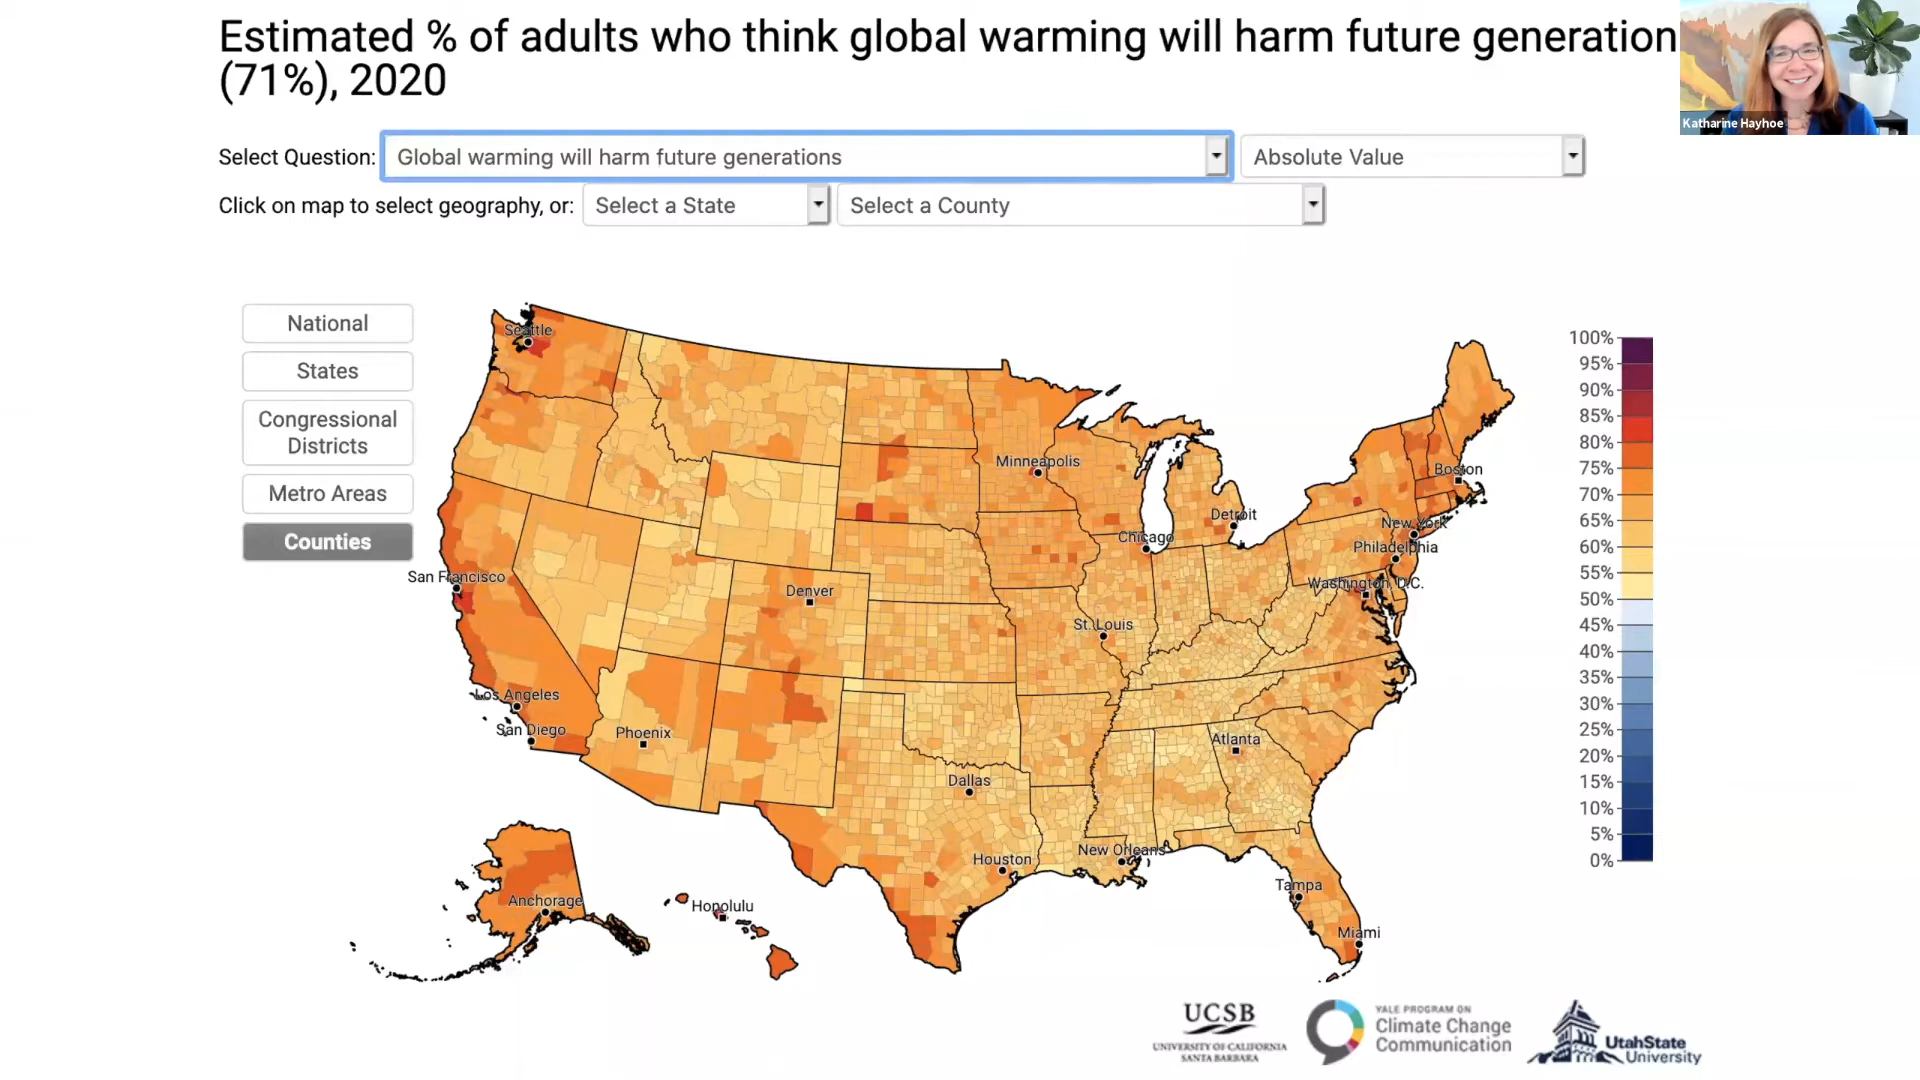 Estimated % of adults who think global warming will harm future generation
(71%), 2020
Katharine Hayhoe
Select Question:
Global warming will harm future generations
Absolute Value
Click on map to select geography, or:
Select a State
Select a County
National
States
Congressional
Districts
Metro Areas
Counties
Seattle
Minneapolis
Boston
Detroit
New York
Chicago
Philadelphia
San Francisco
Washington, D.C.
Denver
St. Louis
Los Angeles
San Diego
Phoenix
Atlanta
Dallas
New Orleans
Houston
Tampa
Anchorage
Honolulu
Miami
100%
95%
90%
85%
80%
75%
70%
65%
60%
55%
50%
45%
40%
35%
30%
25%
20%
15%
10%
5%
0%
UCSB
UNIVERSITY OF CALIFORNIA
SANTA BARBARA
YALE PROGRAM ON
Climate Change
Communication
UtahState
University